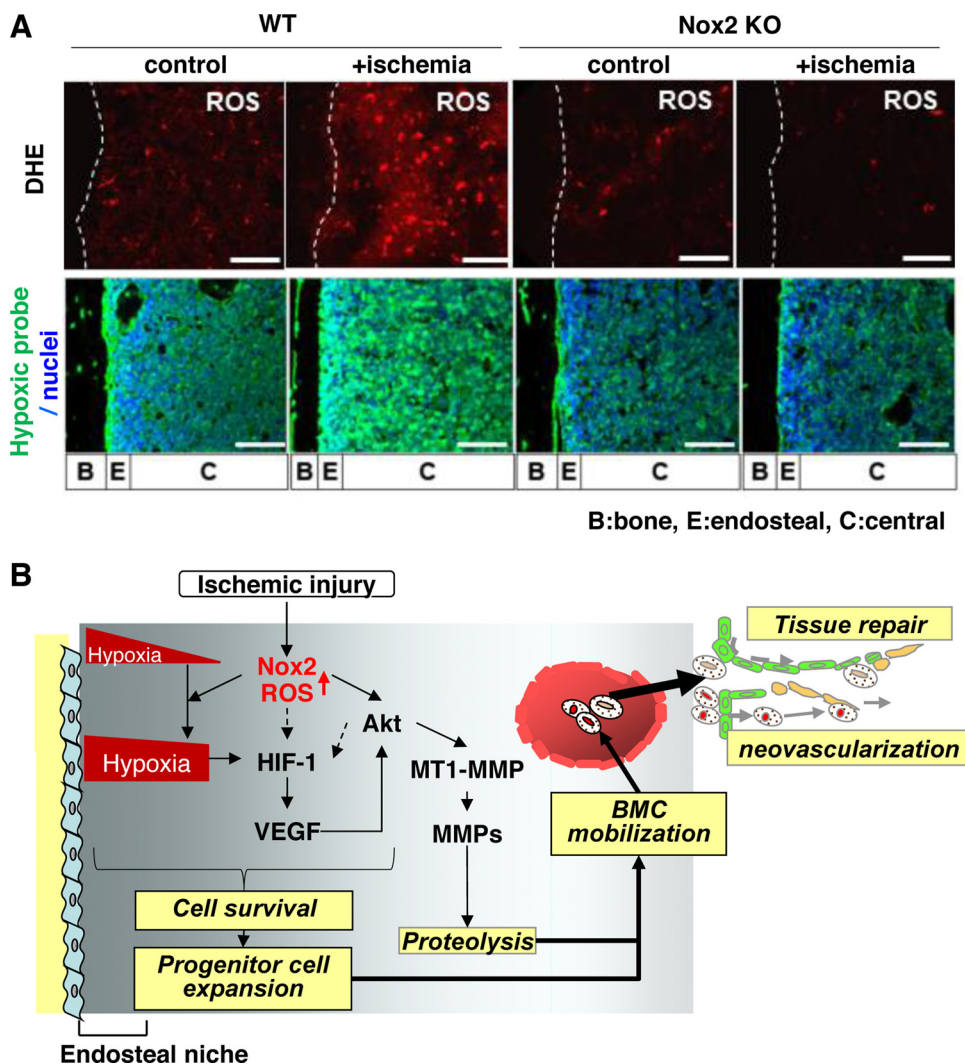 A
WT
Nox2 KO
control
+ischemia
control
+ischemia
DHE
ROS
ROS
ROS
ROS
Hypoxic probe
/ nuclei
B
E
C
B
E
C
B
E
C
B
E
C
B:bone, E:endosteal, C:central
B
Ischemic injury
Hypoxia
Nox2
ROS
Akt
Hypoxia
HIF-1
VEGF
MT1-MMP
MMPs
Cell survival
Progenitor cell
expansion
Proteolysis
BMC
mobilization
Tissue repair
neovascularization
Endosteal niche